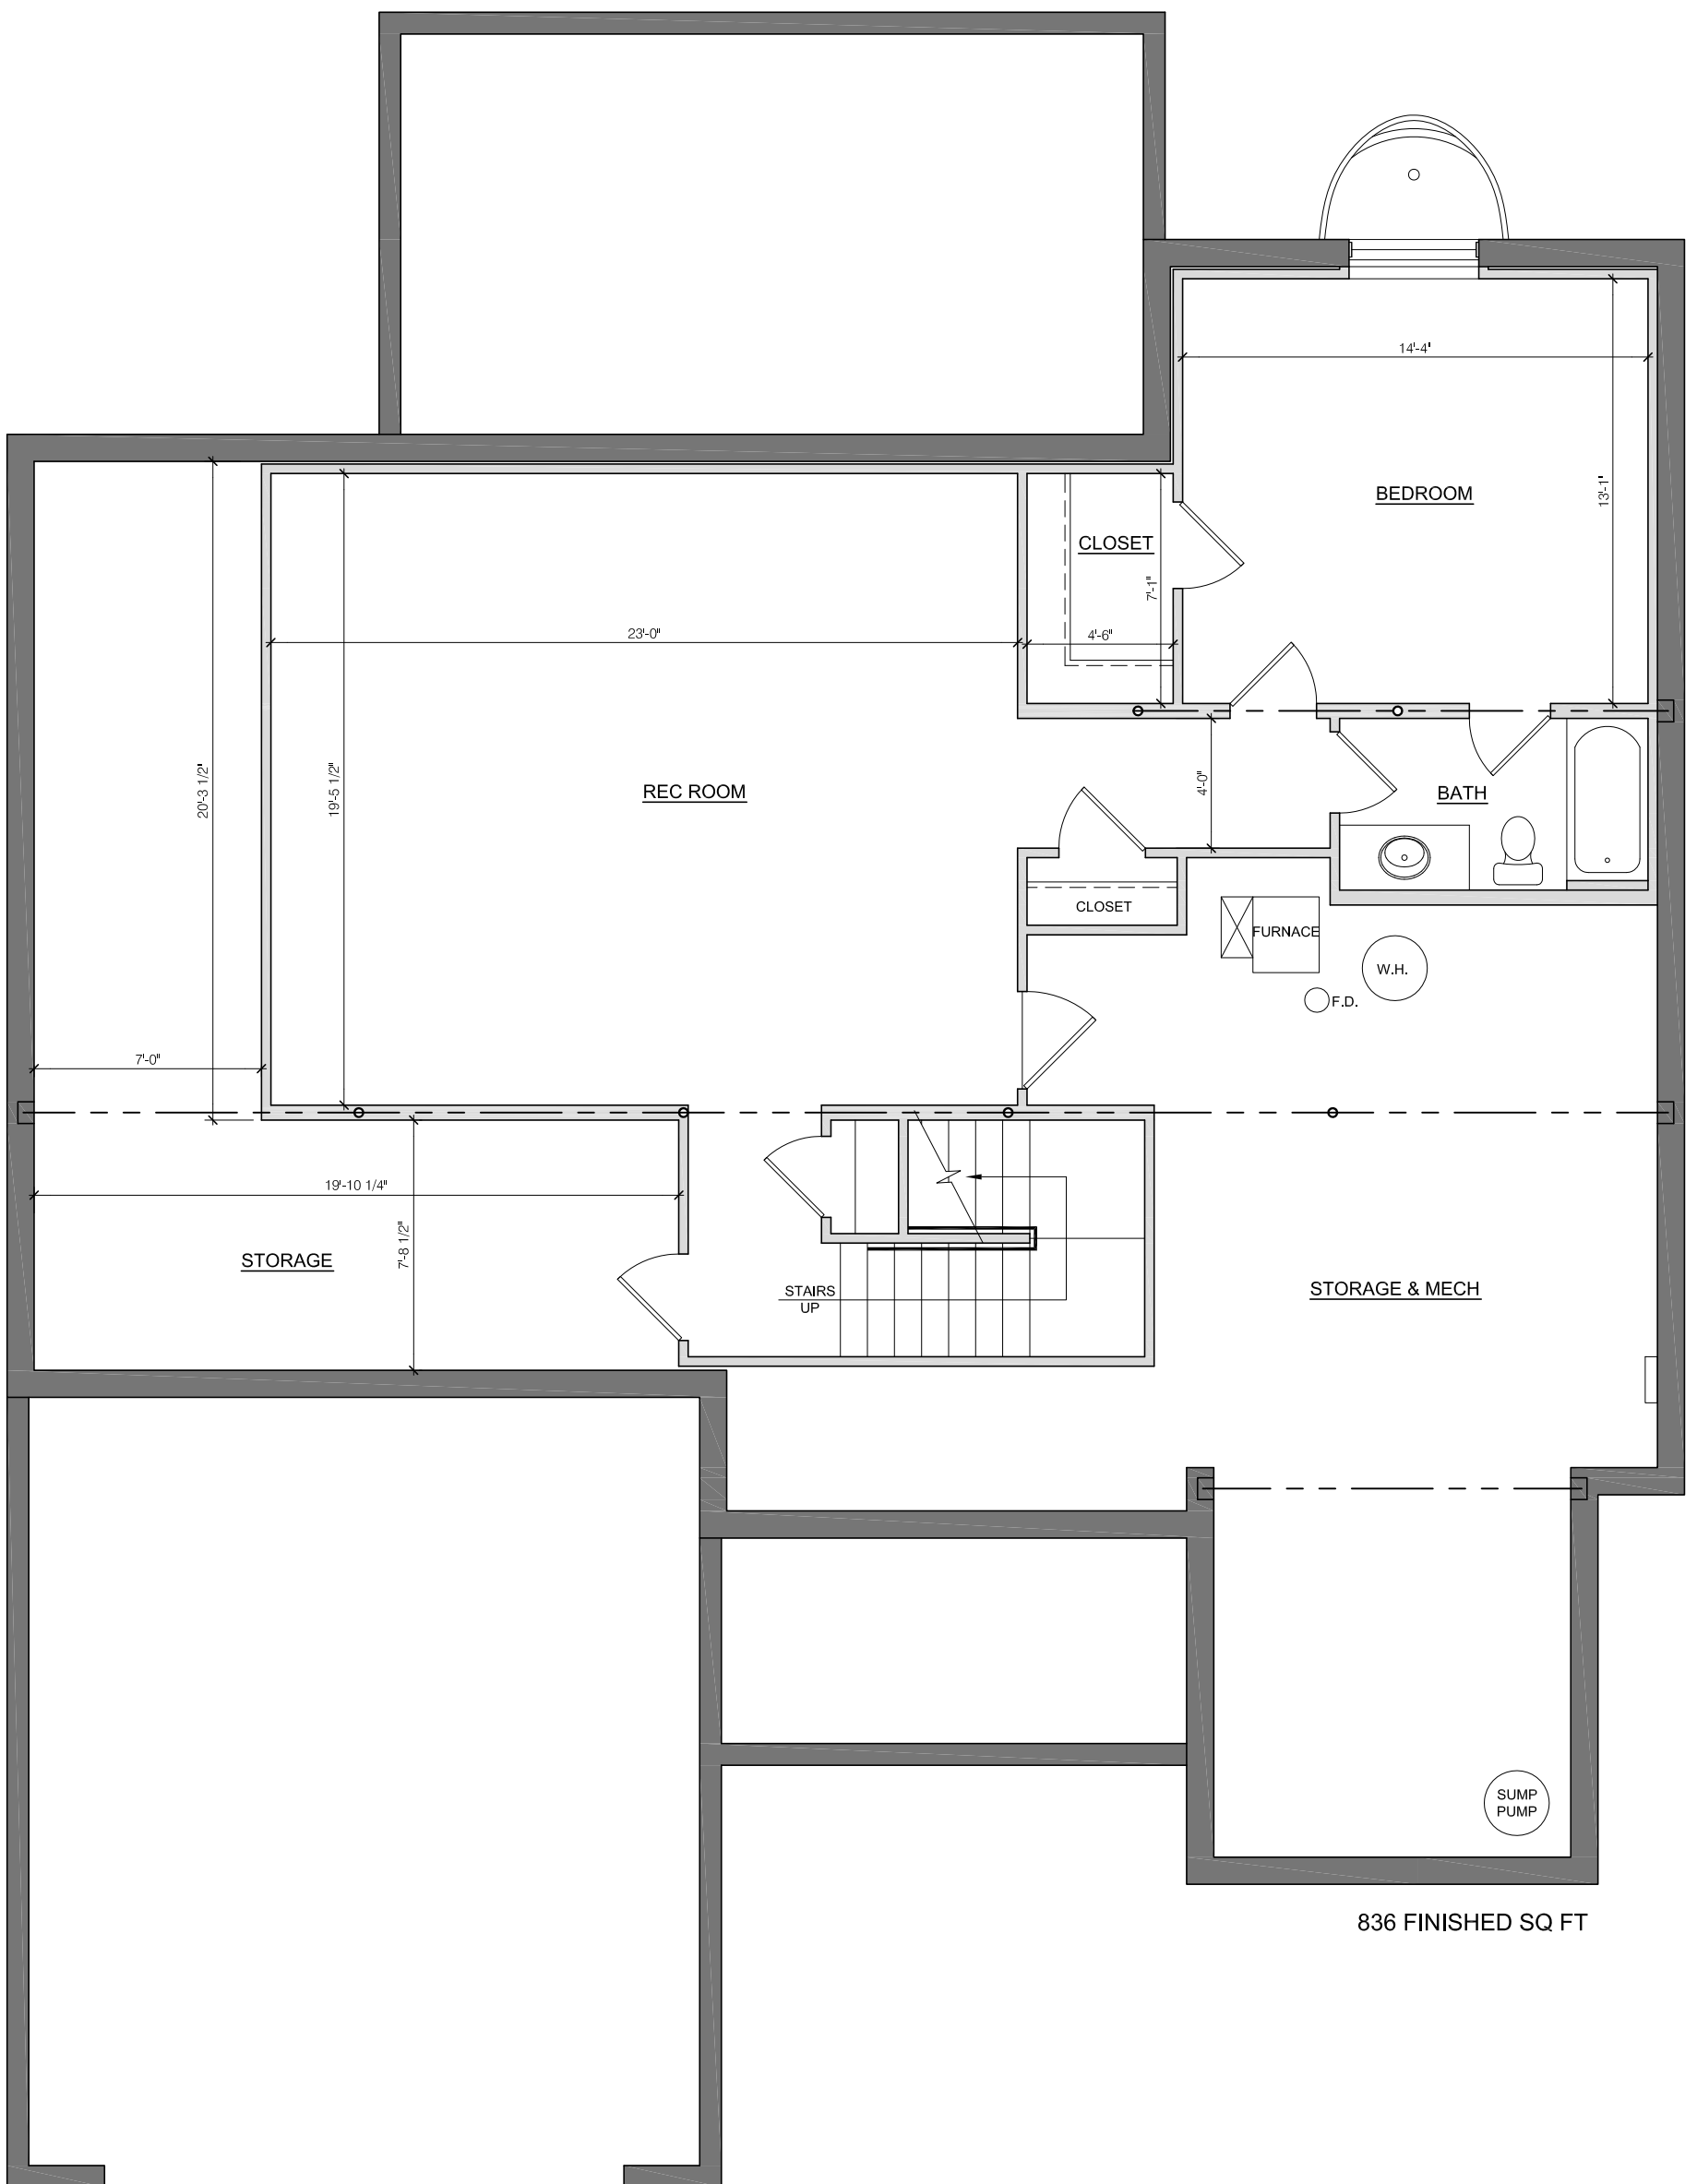 14'-4"
BEDROOM
13'-1"
CLOSET
7'-1"
23'-0"
4'-6"
20'-3 1/2"
19'-5 1/2"
REC ROOM
4'-0"
BATH
CLOSET
FURNACE
W.H.
F.D.
7'-0"
19'-10 1/4"
7'-8 1/2"
STORAGE
STAIRS
UP
STORAGE & MECH
SUMP
PUMP
836 FINISHED SQ FT